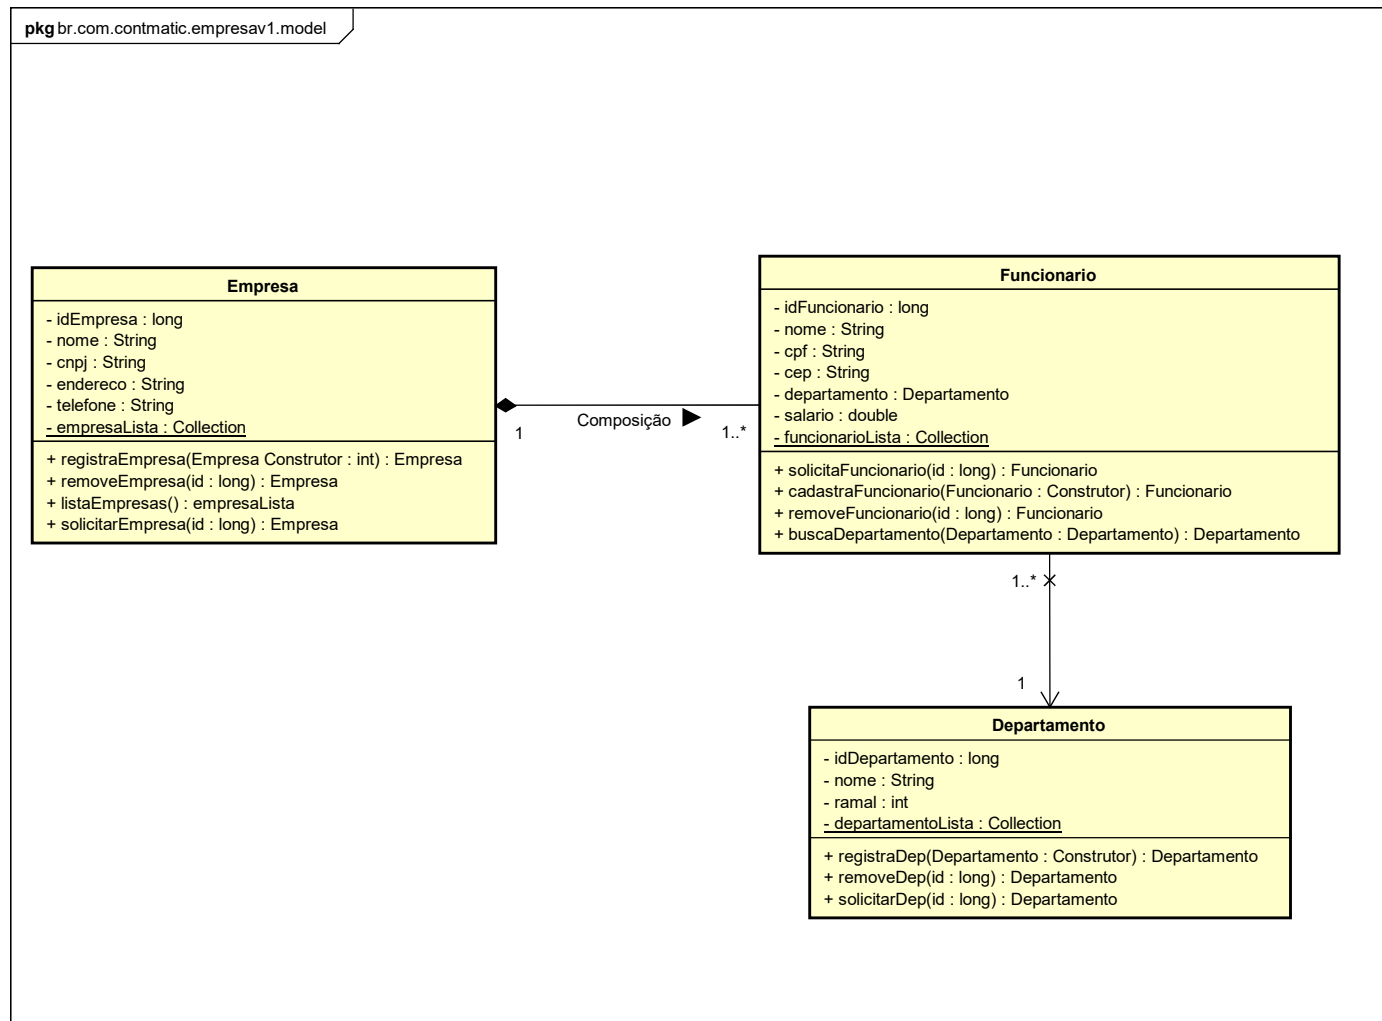 pkg br.com.contmatic.empresav1.model
Empresa
- idEmpresa : long
- nome : String
- cnpj : String
- endereco : String
- telefone : String
- empresaLista : Collection
+ registraEmpresa(Empresa Construtor : int) : Empresa
+ removeEmpresa(id : long) : Empresa
+ listaEmpresas() : empresaLista
+ solicitarEmpresa(id : long) : Empresa
1
Composição
1..*
Funcionario
- idFuncionario : long
- nome : String
- cpf : String
- cep : String
- departamento : Departamento
- salario : double
- funcionarioLista : Collection
+ solicitaFuncionario(id : long) : Funcionario
+ cadastraFuncionario(Funcionario : Construtor) : Funcionario
+ removeFuncionario(id : long) : Funcionario
+ buscaDepartamento(Departamento : Departamento) : Departamento
1..*
1
Departamento
- idDepartamento : long
- nome : String
- ramal : int
- departamentoLista : Collection
+ registraDep(Departamento : Construtor) : Departamento
+ removeDep(id : long) : Departamento
+ solicitarDep(id : long) : Departamento